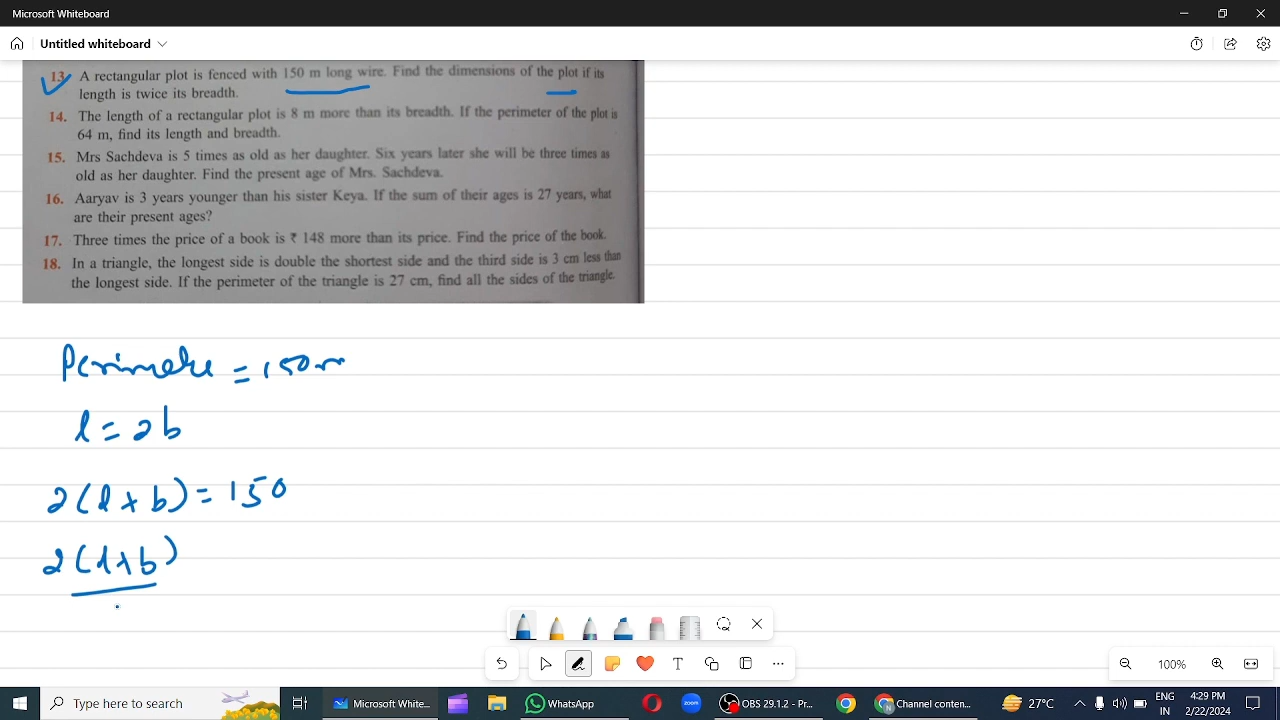 Microsoft Whiteboard
Untitled whiteboard
13. A rectangular plot is fenced with 150 m long wire. Find the dimensions of the plot if its
length is twice its breadth.
14. The length of a rectangular plot is 8 m more than its breadth. If the perimeter of the plot is
64 m, find its length and breadth.
15. Mrs Sachdeva is 5 times as old as her daughter. Six years later she will be three times as
old as her daughter. Find the present age of Mrs. Sachdeva.
16. Aaryav is 3 years younger than his sister Keya. If the sum of their ages is 27 years, what
are their present ages?
17. Three times the price of a book is ₹ 148 more than its price. Find the price of the book.
18. In a triangle, the longest side is double the shortest side and the third side is 3 cm less than
the longest side. If the perimeter of the triangle is 27 cm, find all the sides of the triangle.
Perimete = 150m
l = 2b
2(l+b) = 150
2(l+b)
100%
Type here to search
Microsoft White...
WhatsApp
zoom
OBS 29.1.2 - Pr...
Channel conten...
27°C
ENG
IN
4:29 PM
2/22/2024